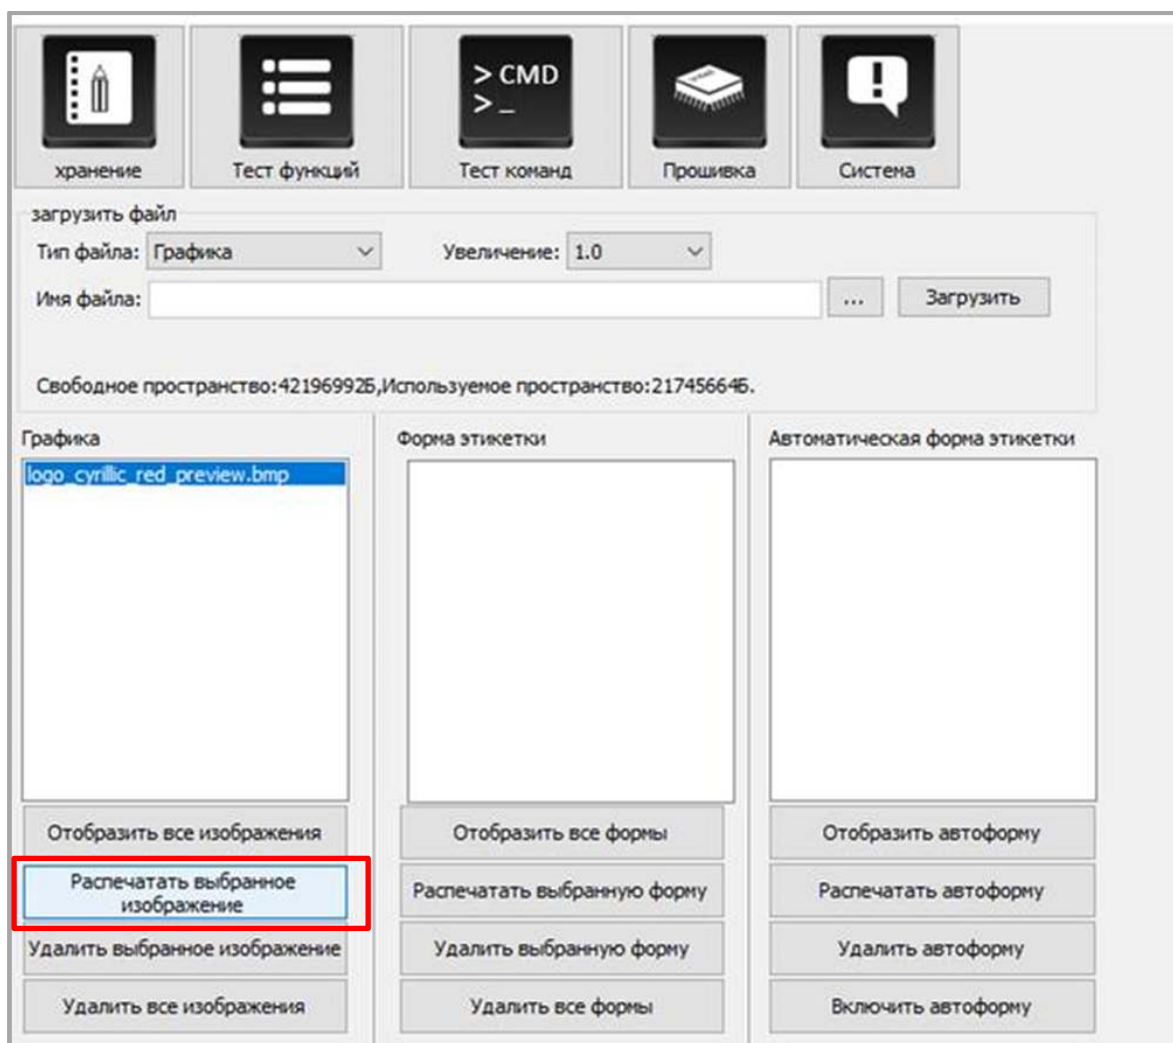 > CMD
> _
хранение
Тест функций
Тест команд
Прошивка
Система
загрузить файл
Тип файла: Графика
Увеличение: 1.0
Имя файла:
...
Загрузить
Свободное пространство:42196992Б,Используемое пространство:21745664Б.
Графика
Форма этикетки
Автоматическая форма этикетки
logo_cyrillic_red_preview.bmp
Отобразить все изображения
Отобразить все формы
Отобразить автоформу
Распечатать выбранное
изображение
Распечатать выбранную форму
Распечатать автоформу
Удалить выбранное изображение
Удалить выбранную форму
Удалить автоформу
Удалить все изображения
Удалить все формы
Включить автоформу